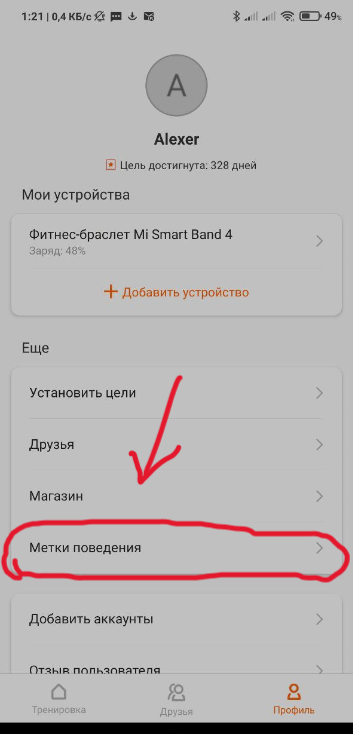 1:21 | 0,4 КБ/с
49%
A
Alexer
Цель достигнута: 328 дней
Мои устройства
Фитнес-браслет Mi Smart Band 4
Заряд: 48%
+ Добавить устройство
Еще
Установить цели
Друзья
Магазин
Метки поведения
Добавить аккаунты
Отзыв пользователя
Тренировка
Друзья
Профиль